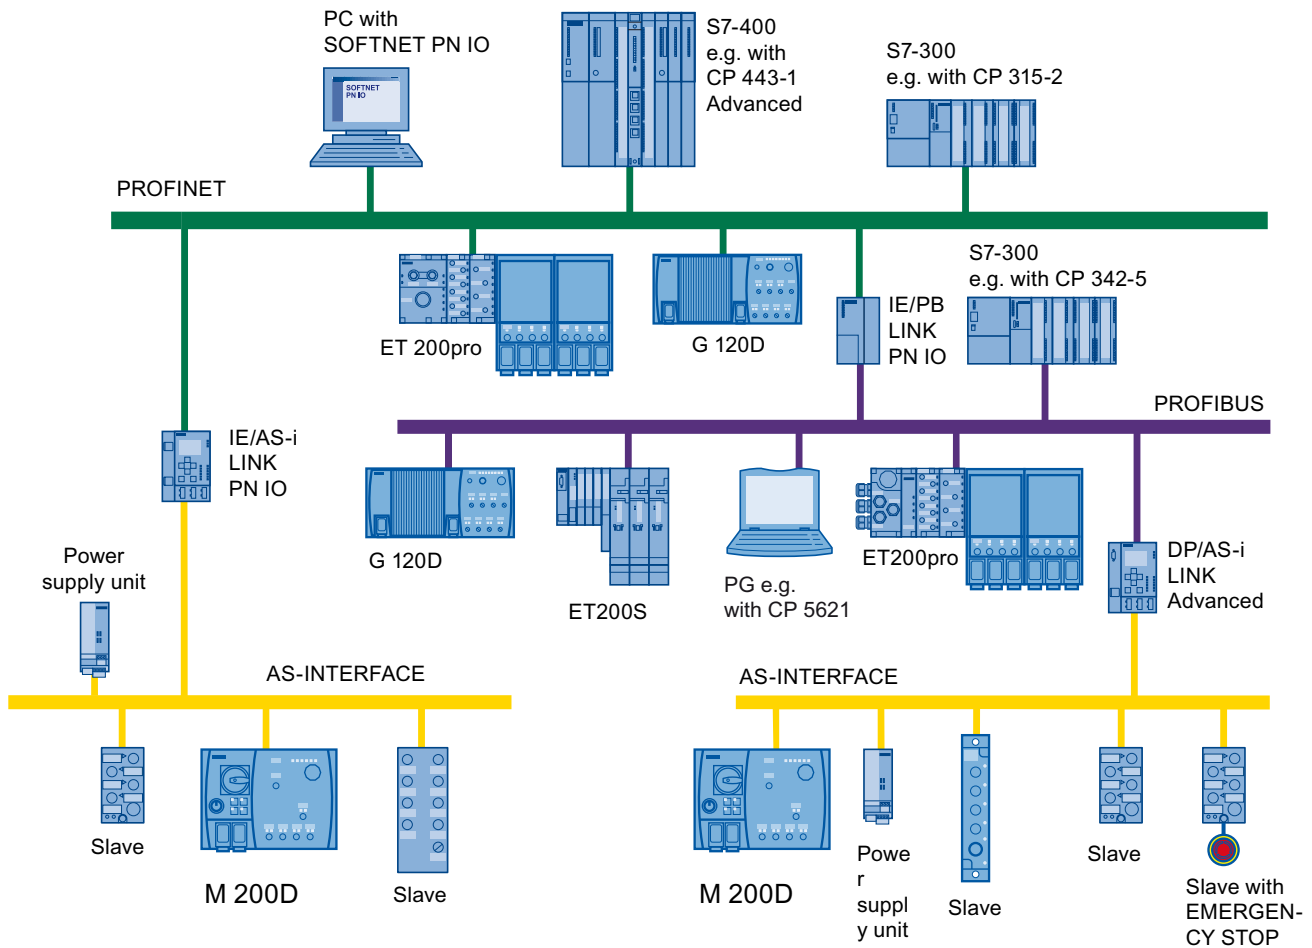 PC with
SOFTNET PN IO
SOFTNET
PN IO
S7-400
e.g. with
CP 443-1
Advanced
S7-300
e.g. with CP 315-2
PROFINET
ET 200pro
G 120D
IE/PB
LINK
PN IO
S7-300
e.g. with CP 342-5
PROFIBUS
IE/AS-i
LINK
PN IO
G 120D
ET200S
PG e.g.
with CP 5621
ET200pro
DP/AS-i
LINK
Advanced
Power
supply unit
AS-INTERFACE
AS-INTERFACE
Slave
M 200D
Slave
M 200D
Powe
r
suppl
y unit
Slave
Slave
Slave with
EMERGEN-
CY STOP